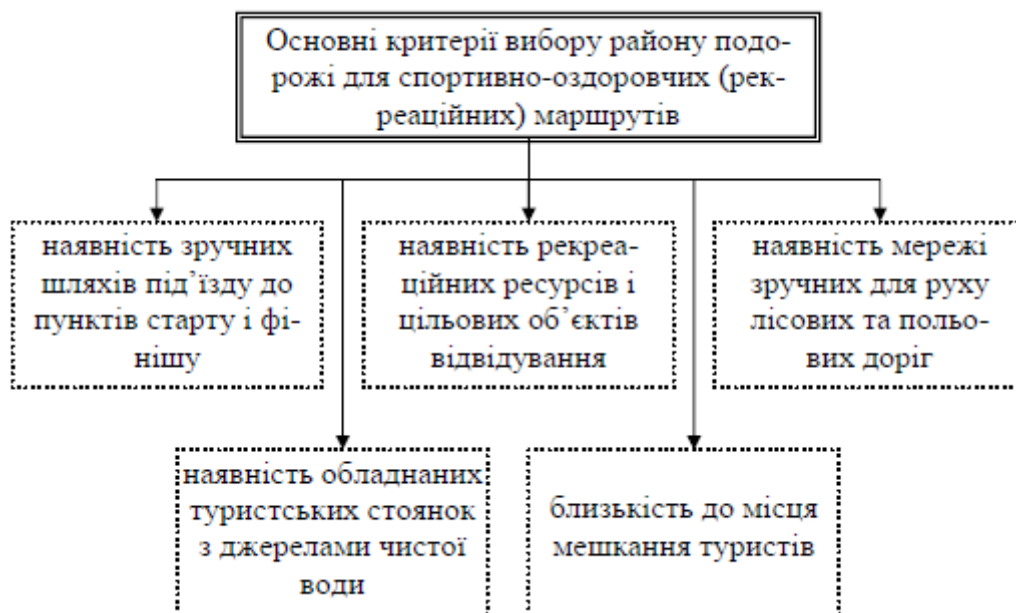 Основні критерії вибору району подо-
рожі для спортивно-оздоровчих (рек-
реаційних) маршрутів
наявність зручних
шляхів під’їзду до
пунктів старту і фі-
нішу
наявність рекреа-
ційних ресурсів і
цільових об’єктів
відвідування
наявність мережі
зручних для руху
лісових та польо-
вих доріг
наявність обладнаних
туристських стоянок
з джерелами чистої
води
близькість до місця
мешкання туристів